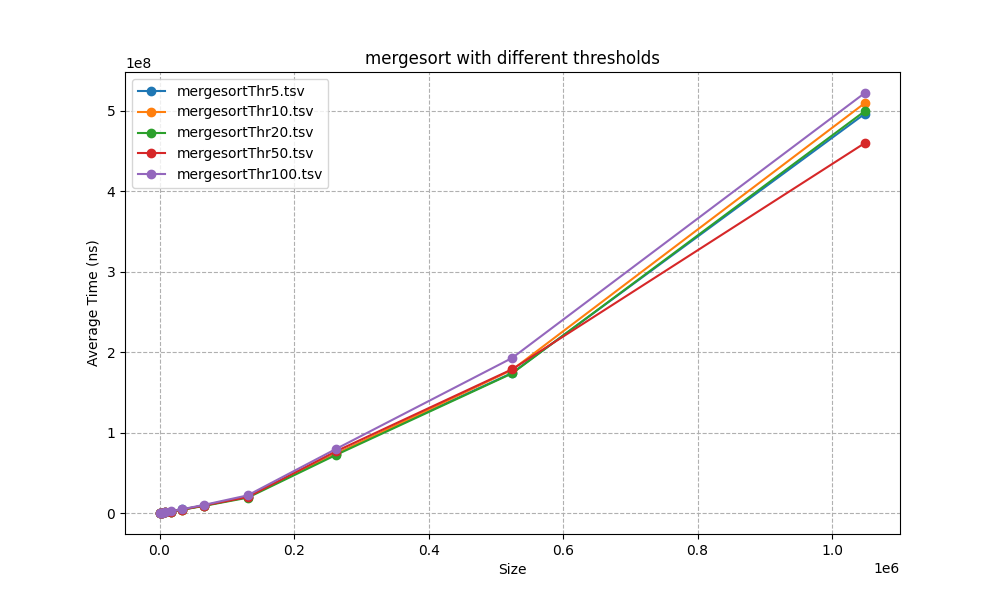 mergesort with different thresholds
1e8
mergesortThr5.tsv
mergesortThr10.tsv
mergesortThr20.tsv
mergesortThr50.tsv
mergesortThr100.tsv
5
4
3
2
1
0
Average Time (ns)
0.0 0.2 0.4 0.6 0.8 1.0
Size
1e6